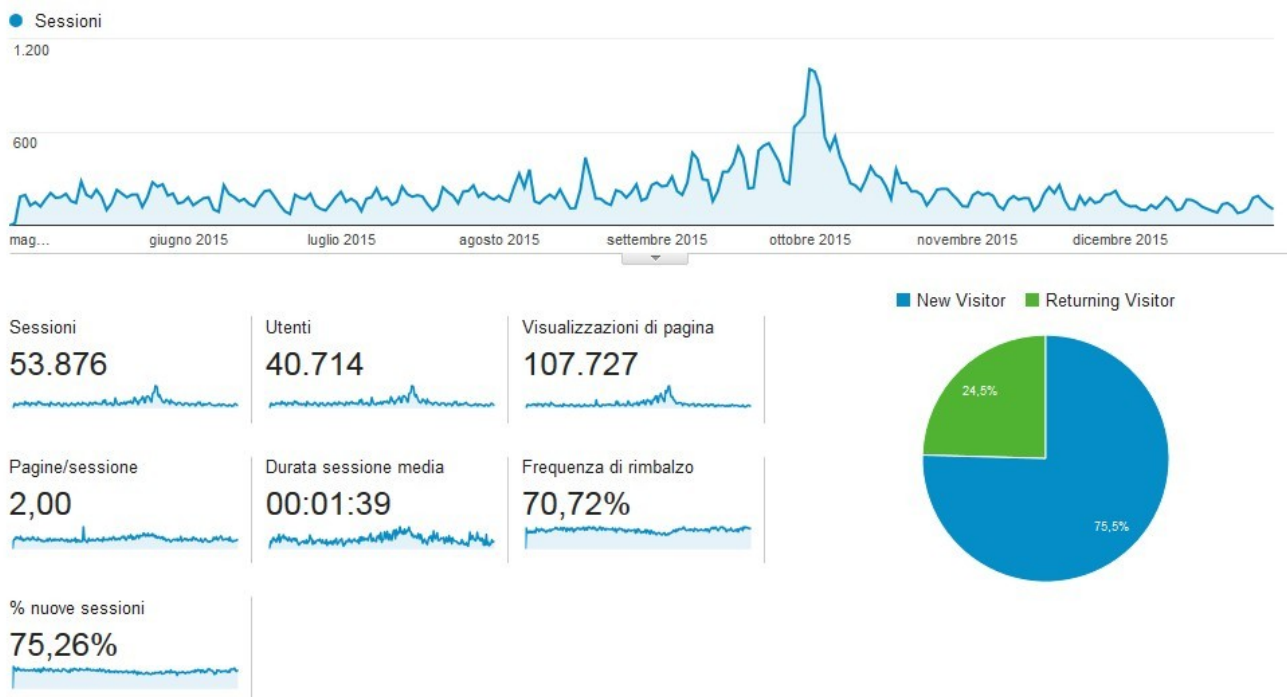 Sessioni
1.200
600
mag...
giugno 2015
luglio 2015
agosto 2015
settembre 2015
ottobre 2015
novembre 2015
dicembre 2015
New Visitor
Returning Visitor
Sessioni
53.876
Utenti
40.714
Visualizzazioni di pagina
107.727
Pagine/sessione
2,00
Durata sessione media
00:01:39
Frequenza di rimbalzo
70,72%
% nuove sessioni
75,26%
24,5%
75,5%